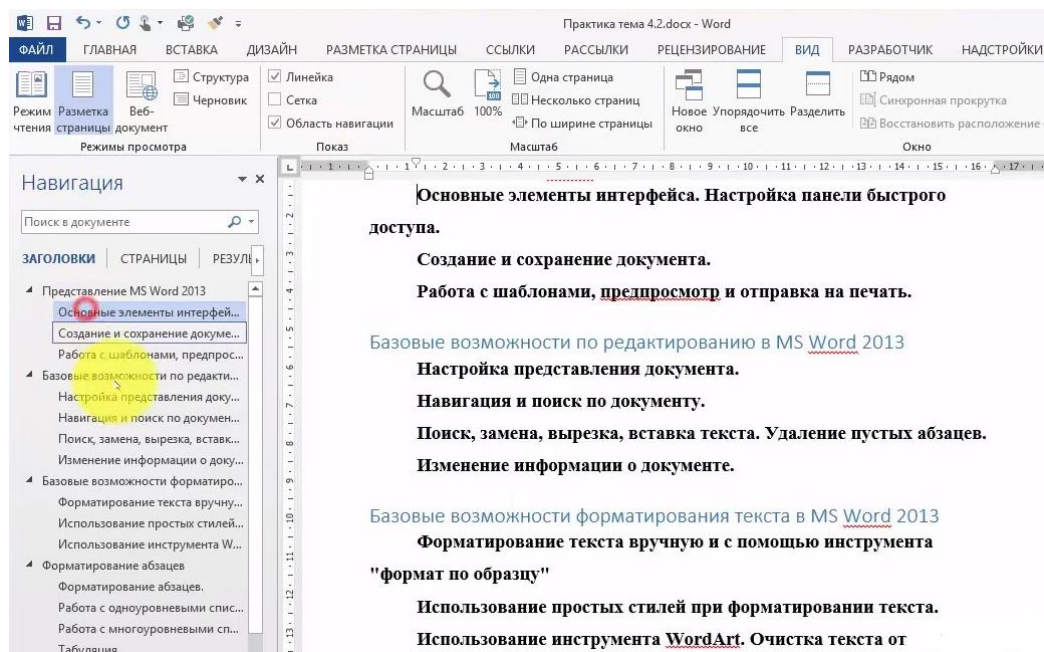 Практика тема 4.2.docx - Word
ФАЙЛ ГЛАВНАЯ ВСТАВКА ДИЗАЙН РАЗМЕТКА СТРАНИЦЫ ССЫЛКИ РАССЫЛКИ РЕЦЕНЗИРОВАНИЕ ВИД РАЗРАБОТЧИК НАДСТРОЙКИ
Режим чтения
Разметка страницы
Веб-документ
Структура
Черновик
Режимы просмотра
Линейка
Сетка
Область навигации
Показ
Масштаб
100%
Одна страница
Несколько страниц
По ширине страницы
Масштаб
Новое окно
Упорядочить все
Разделить
Рядом
Синхронная прокрутка
Восстановить расположение
Окно
Навигация
Поиск в документе
ЗАГОЛОВКИ СТРАНИЦЫ РЕЗУЛЬ
Представление MS Word 2013
Основные элементы интерфей...
Создание и сохранение докуме...
Работа с шаблонами, предпрос...
Базовые возможности по редакти...
Настройка представления доку...
Навигация и поиск по докумен...
Поиск, замена, вырезка, вставк...
Изменение информации о доку...
Базовые возможности форматиро...
Форматирование текста вручну...
Использование простых стилей...
Использование инструмента W...
Форматирование абзацев
Форматирование абзацев.
Работа с одноуровневыми спис...
Работа с многоуровневыми сп...
Табуляция
Основные элементы интерфейса. Настройка панели быстрого
доступа.
Создание и сохранение документа.
Работа с шаблонами, предпросмотр и отправка на печать.
Базовые возможности по редактированию в MS Word 2013
Настройка представления документа.
Навигация и поиск по документу.
Поиск, замена, вырезка, вставка текста. Удаление пустых абзацев.
Изменение информации о документе.
Базовые возможности форматирования текста в MS Word 2013
Форматирование текста вручную и с помощью инструмента
"формат по образцу"
Использование простых стилей при форматировании текста.
Использование инструмента WordArt. Очистка текста от